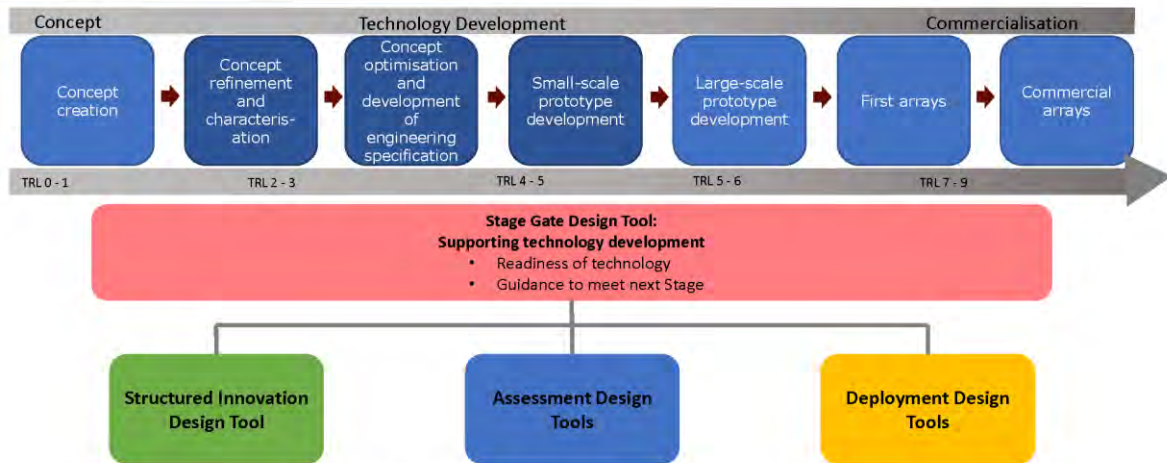 Concept
Technology Development
Commercialisation
Concept
creation
Concept
refinement
and
characteris-
ation
Concept
optimisation
and
development
of
engineering
specification
Small-scale
prototype
development
Large-scale
prototype
development
First arrays
Commercial
arrays
TRL 0 - 1
TRL 2 - 3
TRL 4 - 5
TRL 5 - 6
TRL 7 - 9
Stage Gate Design Tool:
Supporting technology development
• Readiness of technology
• Guidance to meet next Stage
Structured Innovation
Design Tool
Assessment Design
Tools
Deployment Design
Tools